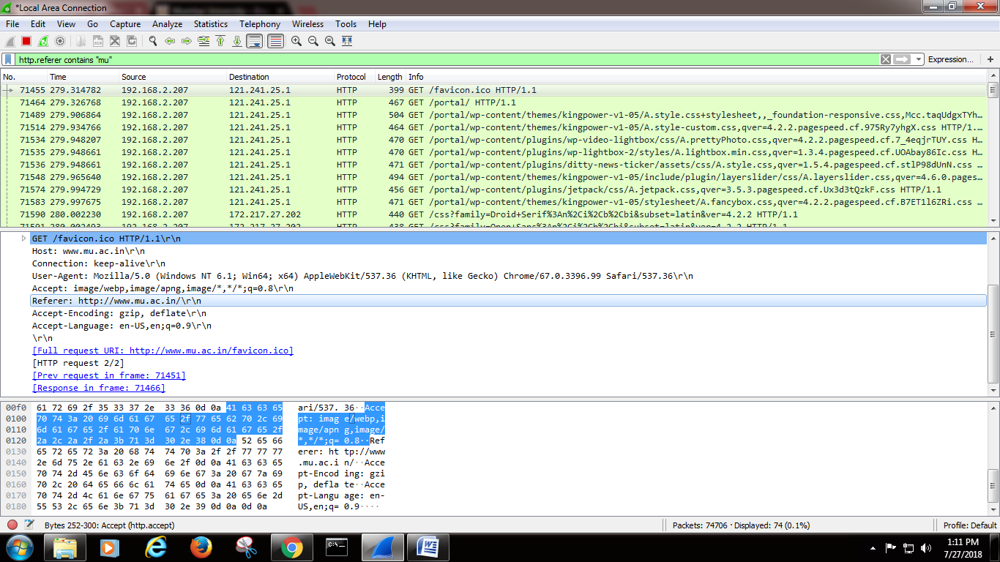 *Local Area Connection
File Edit View Go Capture Analyze Statistics Telephony Wireless Tools Help
http.referer contains "mu"
Expression... +
No. Time Source Destination Protocol Length Info
71455 279.314782 192.168.2.207 121.241.25.1 HTTP 399 GET /favicon.ico HTTP/1.1
71464 279.326768 192.168.2.207 121.241.25.1 HTTP 467 GET /portal/ HTTP/1.1
71489 279.906864 192.168.2.207 121.241.25.1 HTTP 504 GET /portal/wp-content/themes/kingpower-v1-05/A.style.css+stylesheet,,_foundation-responsive.css,Mcc.taqUdgxTYh...
71514 279.934766 192.168.2.207 121.241.25.1 HTTP 464 GET /portal/wp-content/themes/kingpower-v1-05/A.style-custom.css,qver=4.2.2.pagespeed.cf.975Ry7yhgX.css HTTP/1...
71534 279.948207 192.168.2.207 121.241.25.1 HTTP 470 GET /portal/wp-content/plugins/wp-video-lightbox/css/A.prettyPhoto.css,qver=4.2.2.pagespeed.cf.7_4eqjrTUY.css H...
71535 279.948661 192.168.2.207 121.241.25.1 HTTP 470 GET /portal/wp-content/plugins/wp-lightbox-2/styles/A.lightbox.min.css,qver=1.3.4.pagespeed.cf.UOAbay86Ic.css H...
71536 279.948661 192.168.2.207 121.241.25.1 HTTP 471 GET /portal/wp-content/plugins/ditty-news-ticker/assets/css/A.style.css,qver=1.5.4.pagespeed.cf.stlP98dUnN.css ...
71548 279.965640 192.168.2.207 121.241.25.1 HTTP 494 GET /portal/wp-content/themes/kingpower-v1-05/include/plugin/layerslider/css/A.layerslider.css,qver=4.6.0.pages...
71574 279.994729 192.168.2.207 121.241.25.1 HTTP 456 GET /portal/wp-content/plugins/jetpack/css/A.jetpack.css,qver=3.5.3.pagespeed.cf.Ux3d3tQzkF.css HTTP/1.1
71583 279.997675 192.168.2.207 121.241.25.1 HTTP 471 GET /portal/wp-content/themes/kingpower-v1-05/stylesheet/A.fancybox.css,qver=4.2.2.pagespeed.cf.B7ET1l6ZRi.css ...
71590 280.002230 192.168.2.207 172.217.27.202 HTTP 440 GET /css?family=Droid+Serif%3An%2Ci%2Cb%2Cbi&subset=latin&ver=4.2.2 HTTP/1.1
71591 280.002493 192.168.2.207 172.217.27.202 HTTP 438 GET /css?family=Open+Sans%3An%2Ci%2Cb%2Cbi&subset=latin&ver=4.2.2 HTTP/1.1
GET /favicon.ico HTTP/1.1\r\n
Host: www.mu.ac.in\r\n
Connection: keep-alive\r\n
User-Agent: Mozilla/5.0 (Windows NT 6.1; Win64; x64) AppleWebKit/537.36 (KHTML, like Gecko) Chrome/67.0.3396.99 Safari/537.36\r\n
Accept: image/webp,image/apng,image/*,*/*;q=0.8\r\n
Referer: http://www.mu.ac.in/\r\n
Accept-Encoding: gzip, deflate\r\n
Accept-Language: en-US,en;q=0.9\r\n
\r\n
[Full request URI: http://www.mu.ac.in/favicon.ico]
[HTTP request 2/2]
[Prev request in frame: 71451]
[Response in frame: 71466]
00f0 61 72 69 2f 35 33 37 2e 33 36 0d 0a 41 63 63 65 ari/537. 36··Acce
0100 70 74 3a 20 69 6d 61 67 65 2f 77 65 62 70 2c 69 pt: imag e/webp,i
0110 6d 61 67 65 2f 61 70 6e 67 2c 69 6d 61 67 65 2f mage/apn g,image/
0120 2a 2c 2a 2f 2a 3b 71 3d 30 2e 38 0d 0a 52 65 66 *,*/*;q= 0.8··Ref
0130 65 72 65 72 3a 20 68 74 74 70 3a 2f 2f 77 77 77 erer: ht tp://www
0140 2e 6d 75 2e 61 63 2e 69 6e 2f 0d 0a 41 63 63 65 .mu.ac.i n/··Acce
0150 70 74 2d 45 6e 63 6f 64 69 6e 67 3a 20 67 7a 69 pt-Encod ing: gzi
0160 70 2c 20 64 65 66 6c 61 74 65 0d 0a 41 63 63 65 p, defla te··Acce
0170 70 74 2d 4c 61 6e 67 75 61 67 65 3a 20 65 6e 2d pt-Langu age: en-
0180 55 53 2c 65 6e 3b 71 3d 30 2e 39 0d 0a 0d 0a US,en;q= 0.9····
Bytes 252-300: Accept (http.accept) Packets: 74706 · Displayed: 74 (0.1%) Profile: Default
1:11 PM
7/27/2018